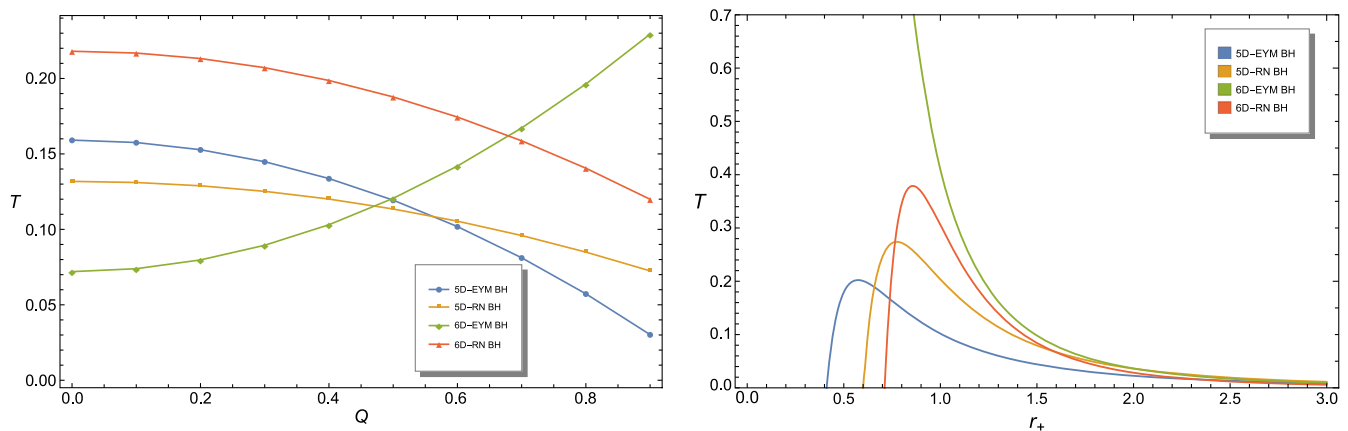 0.20
0.15
0.10
0.05
0.00
T
0.0
0.2
0.4
0.6
0.8
Q
5D−EYM BH
5D−RN BH
6D−EYM BH
6D−RN BH
0.7
0.6
0.5
0.4
0.3
0.2
0.1
0.0
T
0.0
0.5
1.0
1.5
2.0
2.5
3.0
r+
5D−EYM BH
5D−RN BH
6D−EYM BH
6D−RN BH